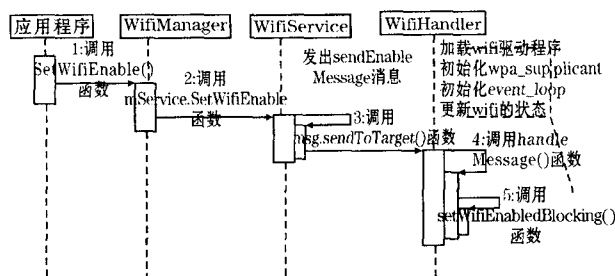 应用程序
WifiManager
WifiService
WifiHandler
1:调用
SetWifiEnable()
函数
2:调用
mService.SetWifiEnable
函数
发出sendEnable
Message消息
3:调用
msg.sendToTarget()函数
加载wifi驱动程序
初始化wpa_supplicant
初始化event_loop
更新wifi的状态
4:调用handle
Message()函数
5:调用
setWifiEnabledBlocking()
函数